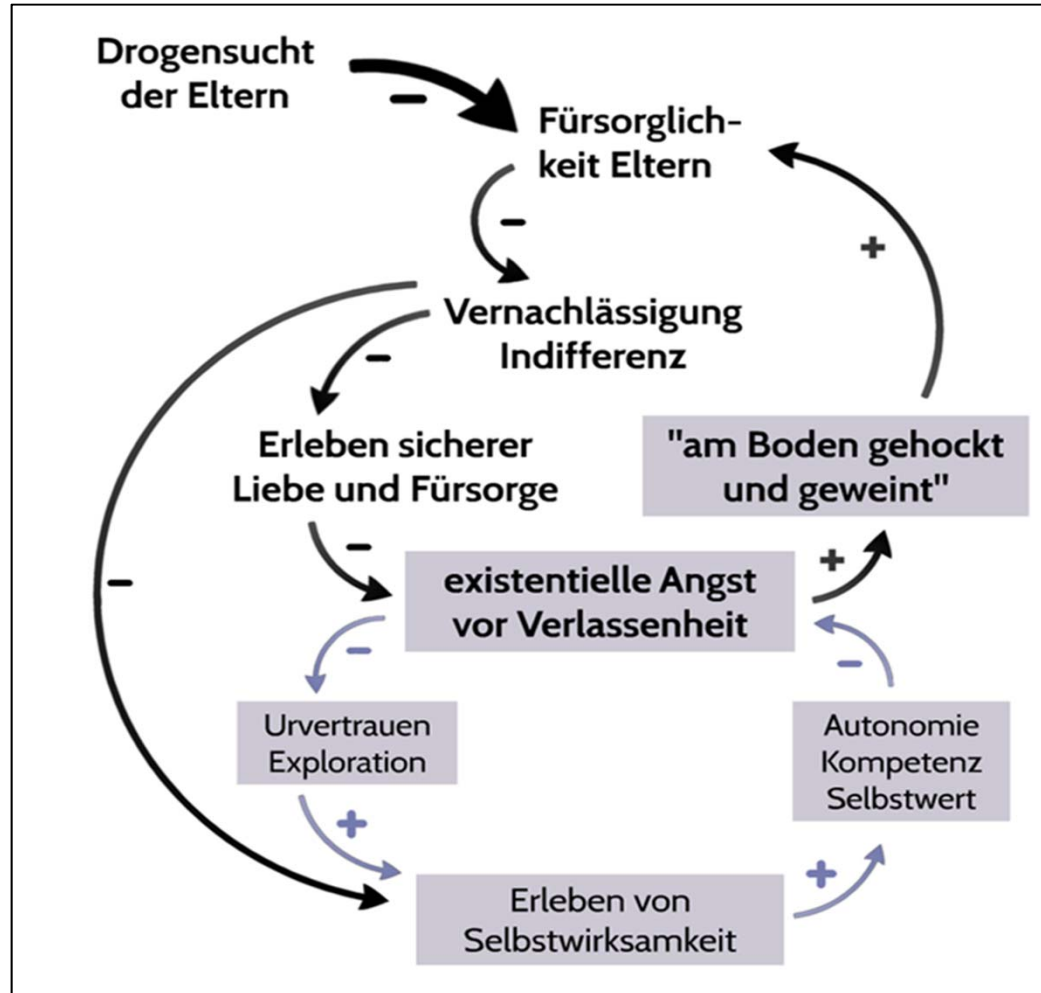 Drogensucht
der Eltern
−
Fürsorglich-
keit Eltern
−
+
Vernachlässigung
Indifferenz
−
Erleben sicherer
Liebe und Fürsorge
"am Boden gehockt
und geweint"
−
−
existentielle Angst
vor Verlassenheit
+
−
−
Urvertrauen
Exploration
Autonomie
Kompetenz
Selbstwert
+
+
Erleben von
Selbstwirksamkeit